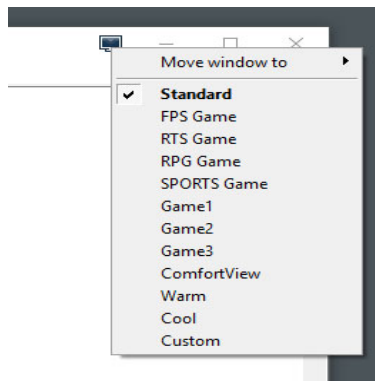 Move window to
Standard
FPS Game
RTS Game
RPG Game
SPORTS Game
Game1
Game2
Game3
ComfortView
Warm
Cool
Custom